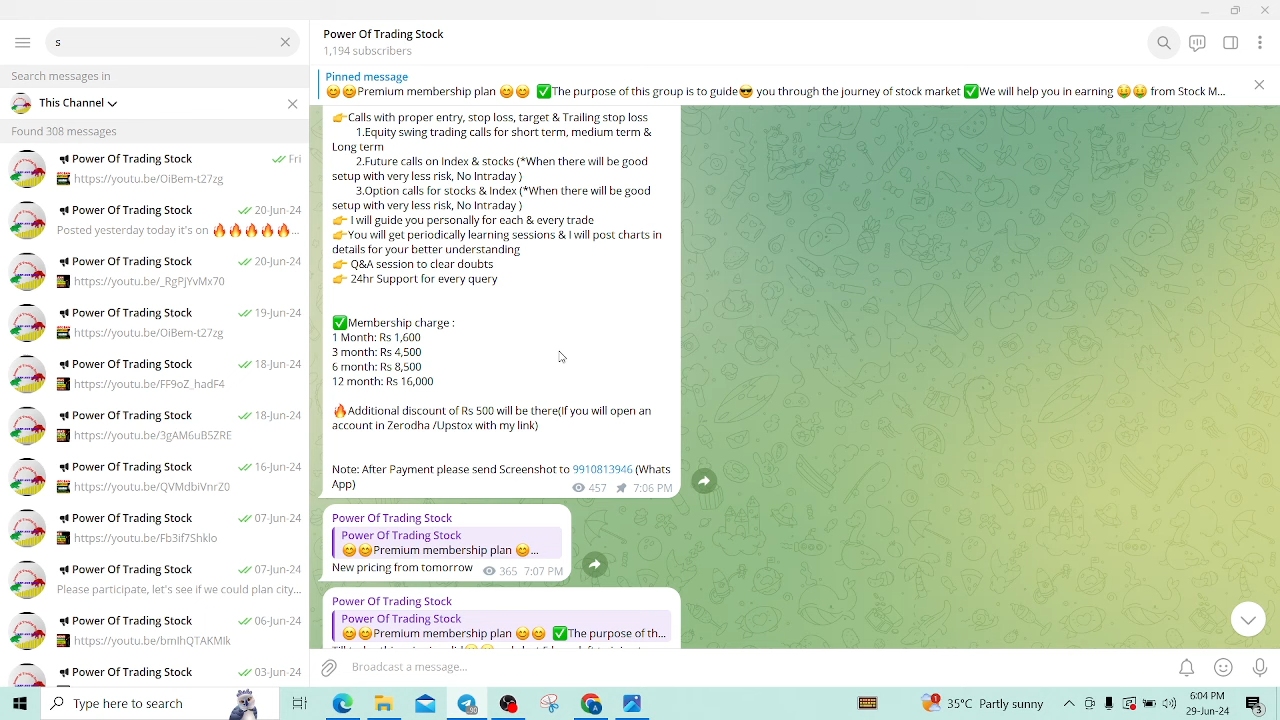 s
Search messages in
This Channel
Found 308 messages
Power Of Trading Stock Fri
https://youtu.be/OiBem-t27zg
Power Of Trading Stock 20-Jun-24
Posted yesterday today it's on 🔥🔥🔥🔥🔥...
Power Of Trading Stock 20-Jun-24
https://youtu.be/_RgPJYvMx70
Power Of Trading Stock 19-Jun-24
https://youtu.be/OiBem-t27zg
Power Of Trading Stock 18-Jun-24
https://youtu.be/FF9oZ_hadF4
Power Of Trading Stock 18-Jun-24
https://youtu.be/3gAM6uB5ZRE
Power Of Trading Stock 16-Jun-24
https://youtu.be/QVMdbiVnrZ0
Power Of Trading Stock 07-Jun-24
https://youtu.be/Fb3if7Shklo
Power Of Trading Stock 07-Jun-24
Please participate, let's see if we could plan city...
Power Of Trading Stock 06-Jun-24
https://youtu.be/bmIhQTAKMlk
Power Of Trading Stock 03-Jun-24
Power Of Trading Stock
1,194 subscribers
Pinned message
😊😊Premium membership plan 😊😊 ✅The purpose of this group is to guide😎 you through the journey of stock market ✅We will help you in earning 🤑🤑 from Stock M...
👉Calls with proper entry, stop loss, target & Trailing stop loss
1.Equity swing trading calls for short term, medium term &
Long term
2.Future calls on Index & stocks (*When there will be good
setup with very less risk, No Intraday )
3.Option calls for stocks & Index (*When there will be good
setup with very less risk, No Intraday )
👉 I will guide you personally for each & every trade
👉You will get periodically learning sessions & I will post charts in
details for your better understanding
👉 Q&A session to clear doubts
👉 24hr Support for every query
✅Membership charge :
1 Month: Rs 1,600
3 month: Rs 4,500
6 month: Rs 8,500
12 month: Rs 16,000
🔥Additional discount of Rs 500 will be there(If you will open an
account in Zerodha /Upstox with my link)
Note: After Payment please send Screenshot to 9910813946 (Whats
App) 457 7:06 PM
Power Of Trading Stock
Power Of Trading Stock
😊😊Premium membership plan 😊...
New pricing from tomorrow 365 7:07 PM
Power Of Trading Stock
Power Of Trading Stock
😊😊Premium membership plan 😊😊 ✅The purpose of th...
Broadcast a message...
Type here to search
35°C Partly sunny
6:04 PM
29-Jun-24
3